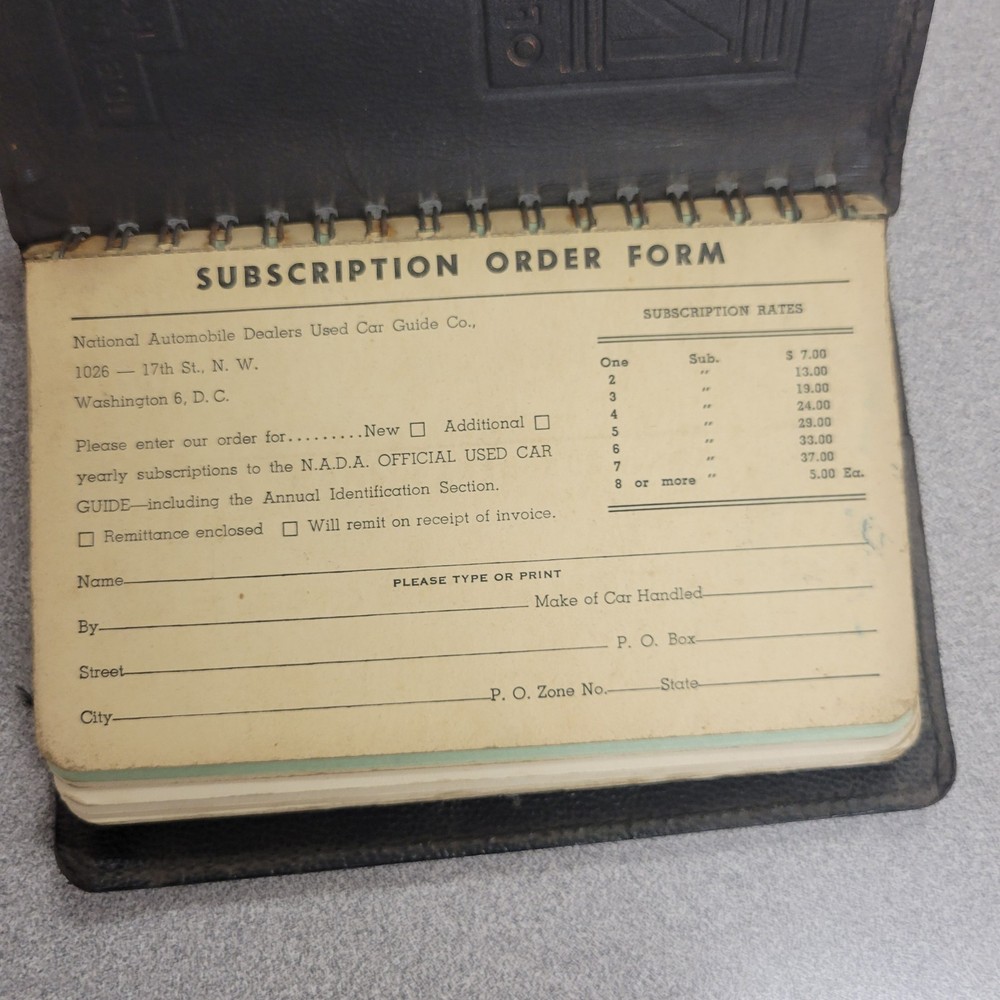 SUBSCRIPTION ORDER FORM
National Automobile Dealers Used Car Guide Co.,
1026 — 17th St., N. W.
Washington 6, D. C.
Please enter our order for.........New ☐ Additional ☐
yearly subscriptions to the N.A.D.A. OFFICIAL USED CAR
GUIDE—including the Annual Identification Section.
☐ Remittance enclosed ☐ Will remit on receipt of invoice.
SUBSCRIPTION RATES
One Sub. $ 7.00
2 " 13.00
3 " 19.00
4 " 24.00
5 " 29.00
6 " 33.00
7 " 37.00
8 or more " 5.00 Ea.
Name
PLEASE TYPE OR PRINT
By Make of Car Handled
Street P. O. Box
City P. O. Zone No. State